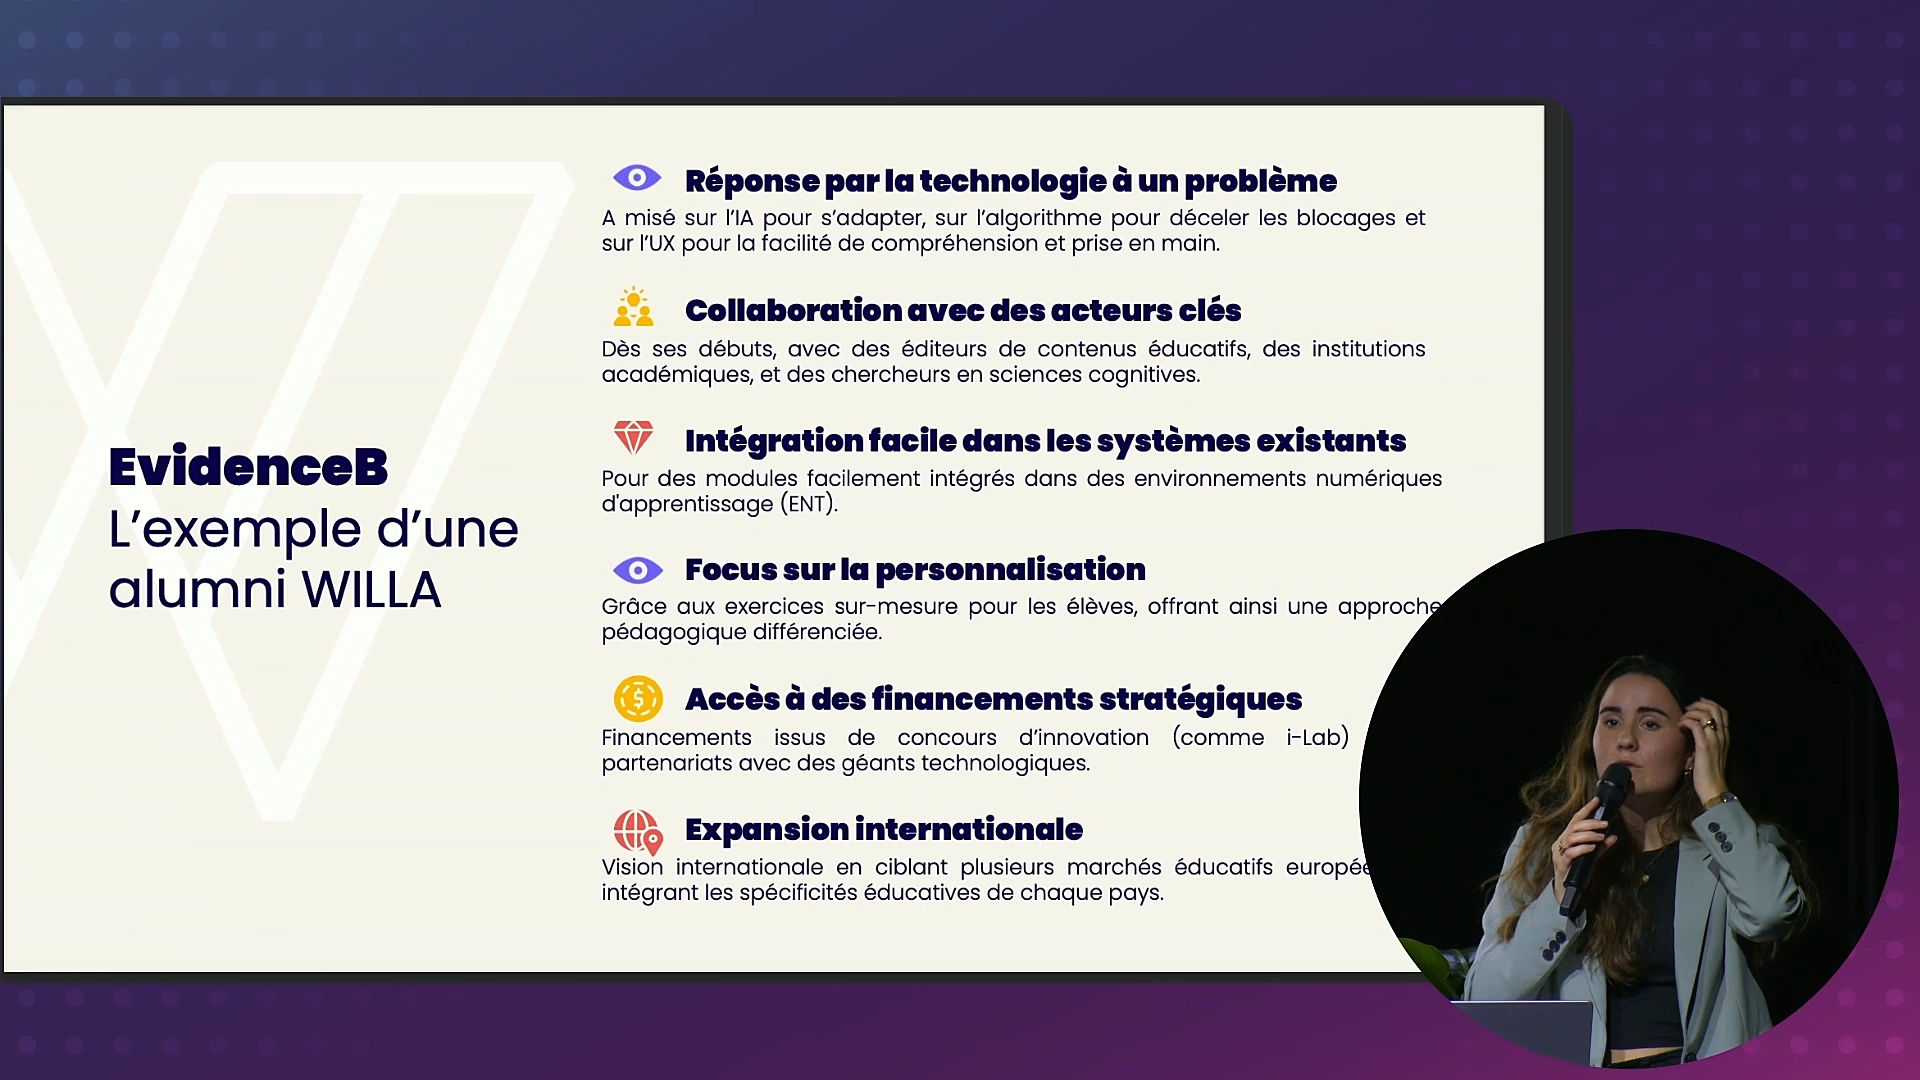 EvidenceB
L’exemple d’une
alumni WILLA
Réponse par la technologie à un problème
A misé sur l’IA pour s’adapter, sur l’algorithme pour déceler les blocages et
sur l’UX pour la facilité de compréhension et prise en main.
Collaboration avec des acteurs clés
Dès ses débuts, avec des éditeurs de contenus éducatifs, des institutions
académiques, et des chercheurs en sciences cognitives.
Intégration facile dans les systèmes existants
Pour des modules facilement intégrés dans des environnements numériques
d'apprentissage (ENT).
Focus sur la personnalisation
Grâce aux exercices sur-mesure pour les élèves, offrant ainsi une approche
pédagogique différenciée.
Accès à des financements stratégiques
Financements issus de concours d’innovation (comme i-Lab)
partenariats avec des géants technologiques.
Expansion internationale
Vision internationale en ciblant plusieurs marchés éducatifs
intégrant les spécificités éducatives de chaque pays.